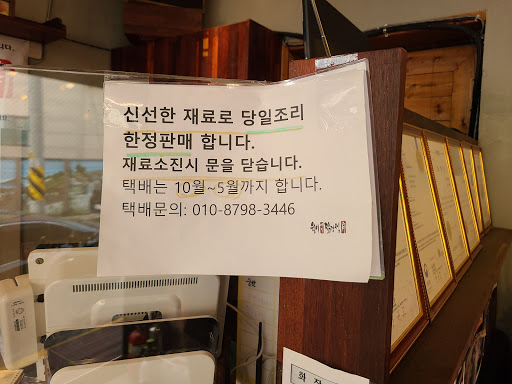 신선한 재료로 당일조리
한정판매 합니다.
재료소진시 문을 닫습니다.
택배는 10월~5월까지 합니다.
택배문의: 010-8798-3446